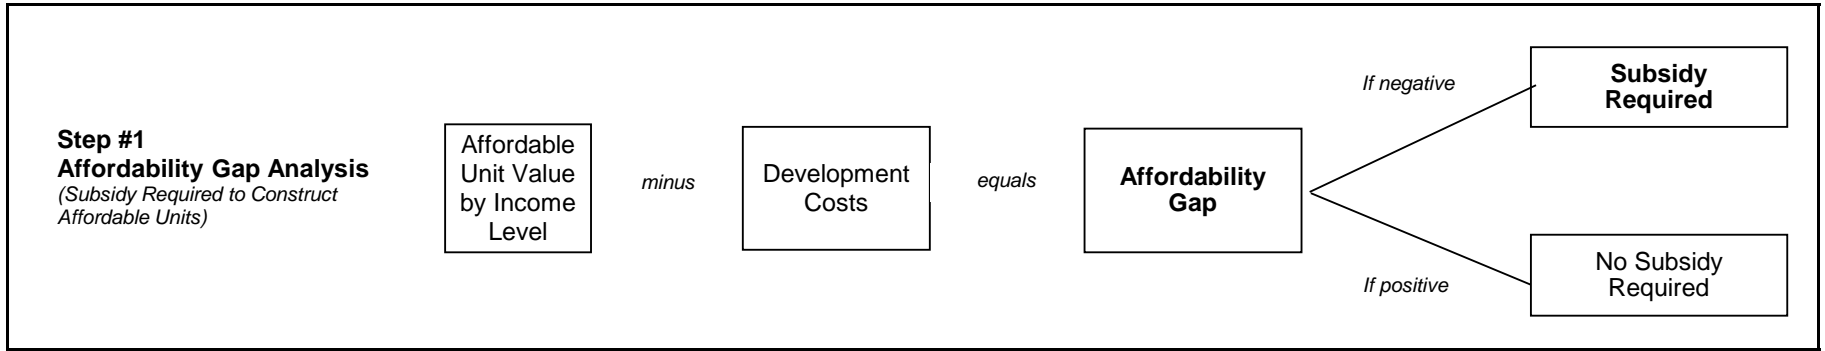 Step #1
Affordability Gap Analysis
(Subsidy Required to Construct
Affordable Units)
Affordable
Unit Value
by Income
Level
minus
Development
Costs
equals
Affordability
Gap
If negative
Subsidy
Required
If positive
No Subsidy
Required